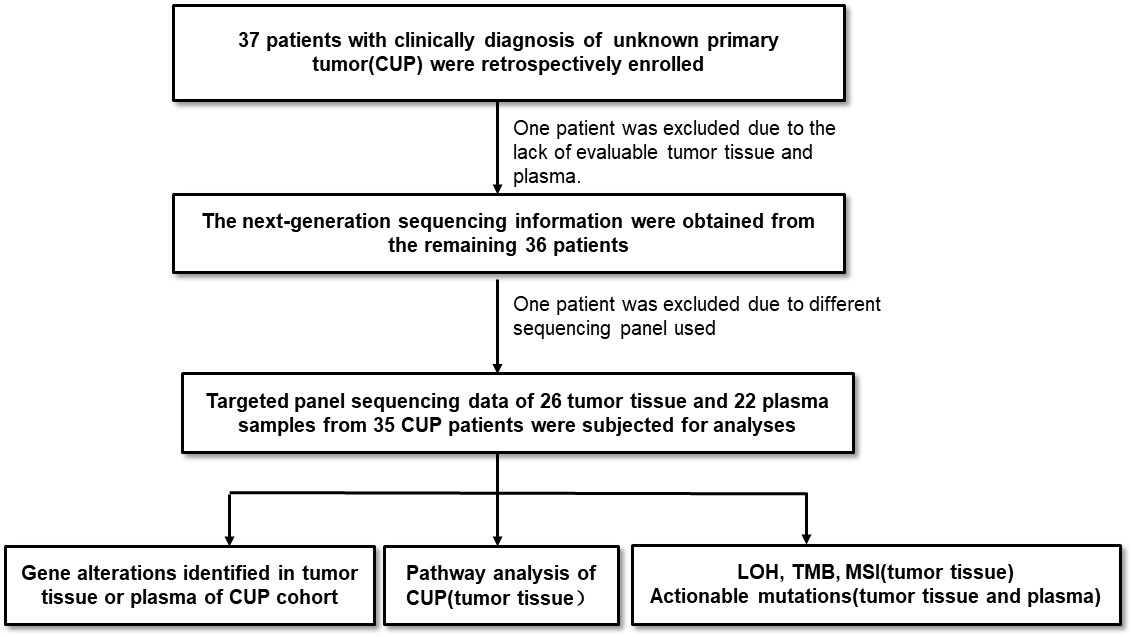 37 patients with clinically diagnosis of unknown primary
tumor(CUP) were retrospectively enrolled
One patient was excluded due to the
lack of evaluable tumor tissue and
plasma.
The next-generation sequencing information were obtained from
the remaining 36 patients
One patient was excluded due to different
sequencing panel used
Targeted panel sequencing data of 26 tumor tissue and 22 plasma
samples from 35 CUP patients were subjected for analyses
Gene alterations identified in tumor
tissue or plasma of CUP cohort
Pathway analysis of
CUP(tumor tissue）
LOH, TMB, MSI(tumor tissue)
Actionable mutations(tumor tissue and plasma)